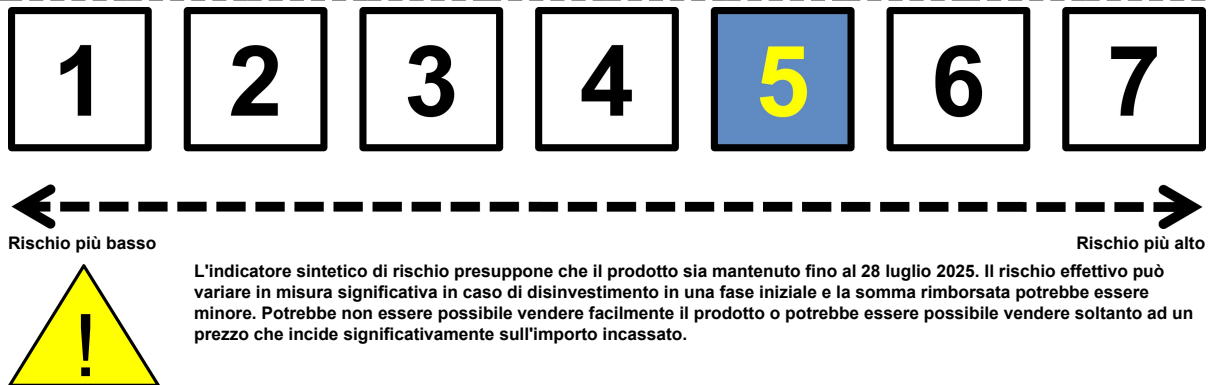 1 2 3 4 5 6 7
Rischio più basso Rischio più alto
L'indicatore sintetico di rischio presuppone che il prodotto sia mantenuto fino al 28 luglio 2025. Il rischio effettivo può
variare in misura significativa in caso di disinvestimento in una fase iniziale e la somma rimborsata potrebbe essere
minore. Potrebbe non essere possibile vendere facilmente il prodotto o potrebbe essere possibile vendere soltanto ad un
prezzo che incide significativamente sull'importo incassato.
!